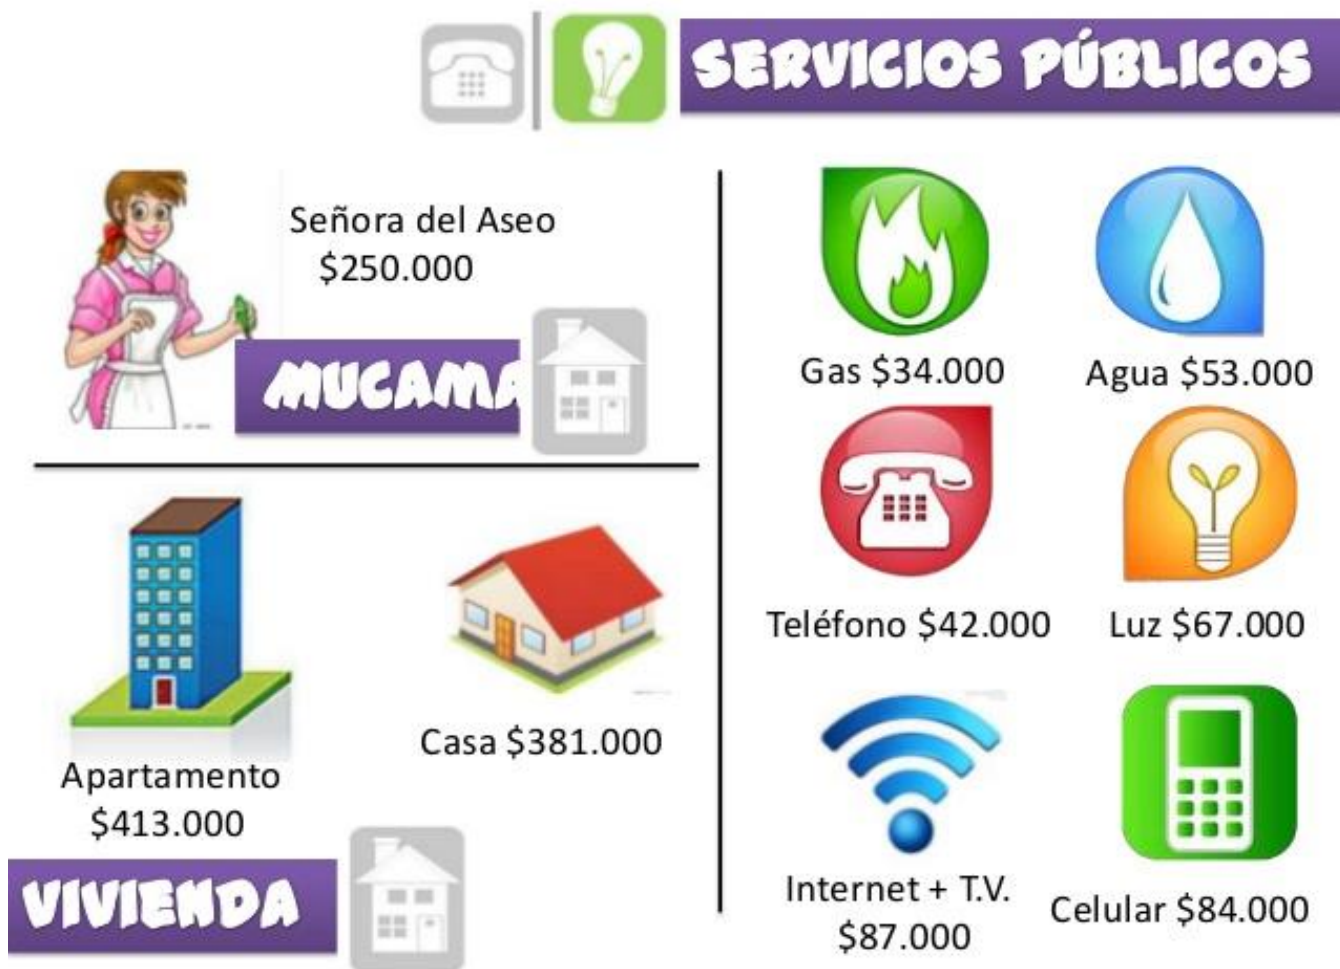 SERVICIOS PÚBLICOS
Señora del Aseo
$250.000
MUCAMA
Apartamento
$413.000
Casa $381.000
VIVIENDA
Gas $34.000
Agua $53.000
Teléfono $42.000
Luz $67.000
Internet + T.V.
$87.000
Celular $84.000